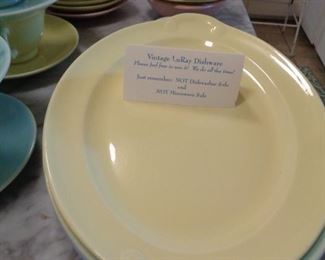 Vintage LuRay Dishware
Please feel free to use it! We do all the time!
Just remember: NOT Dishwasher Safe
and
NOT Microwave Safe